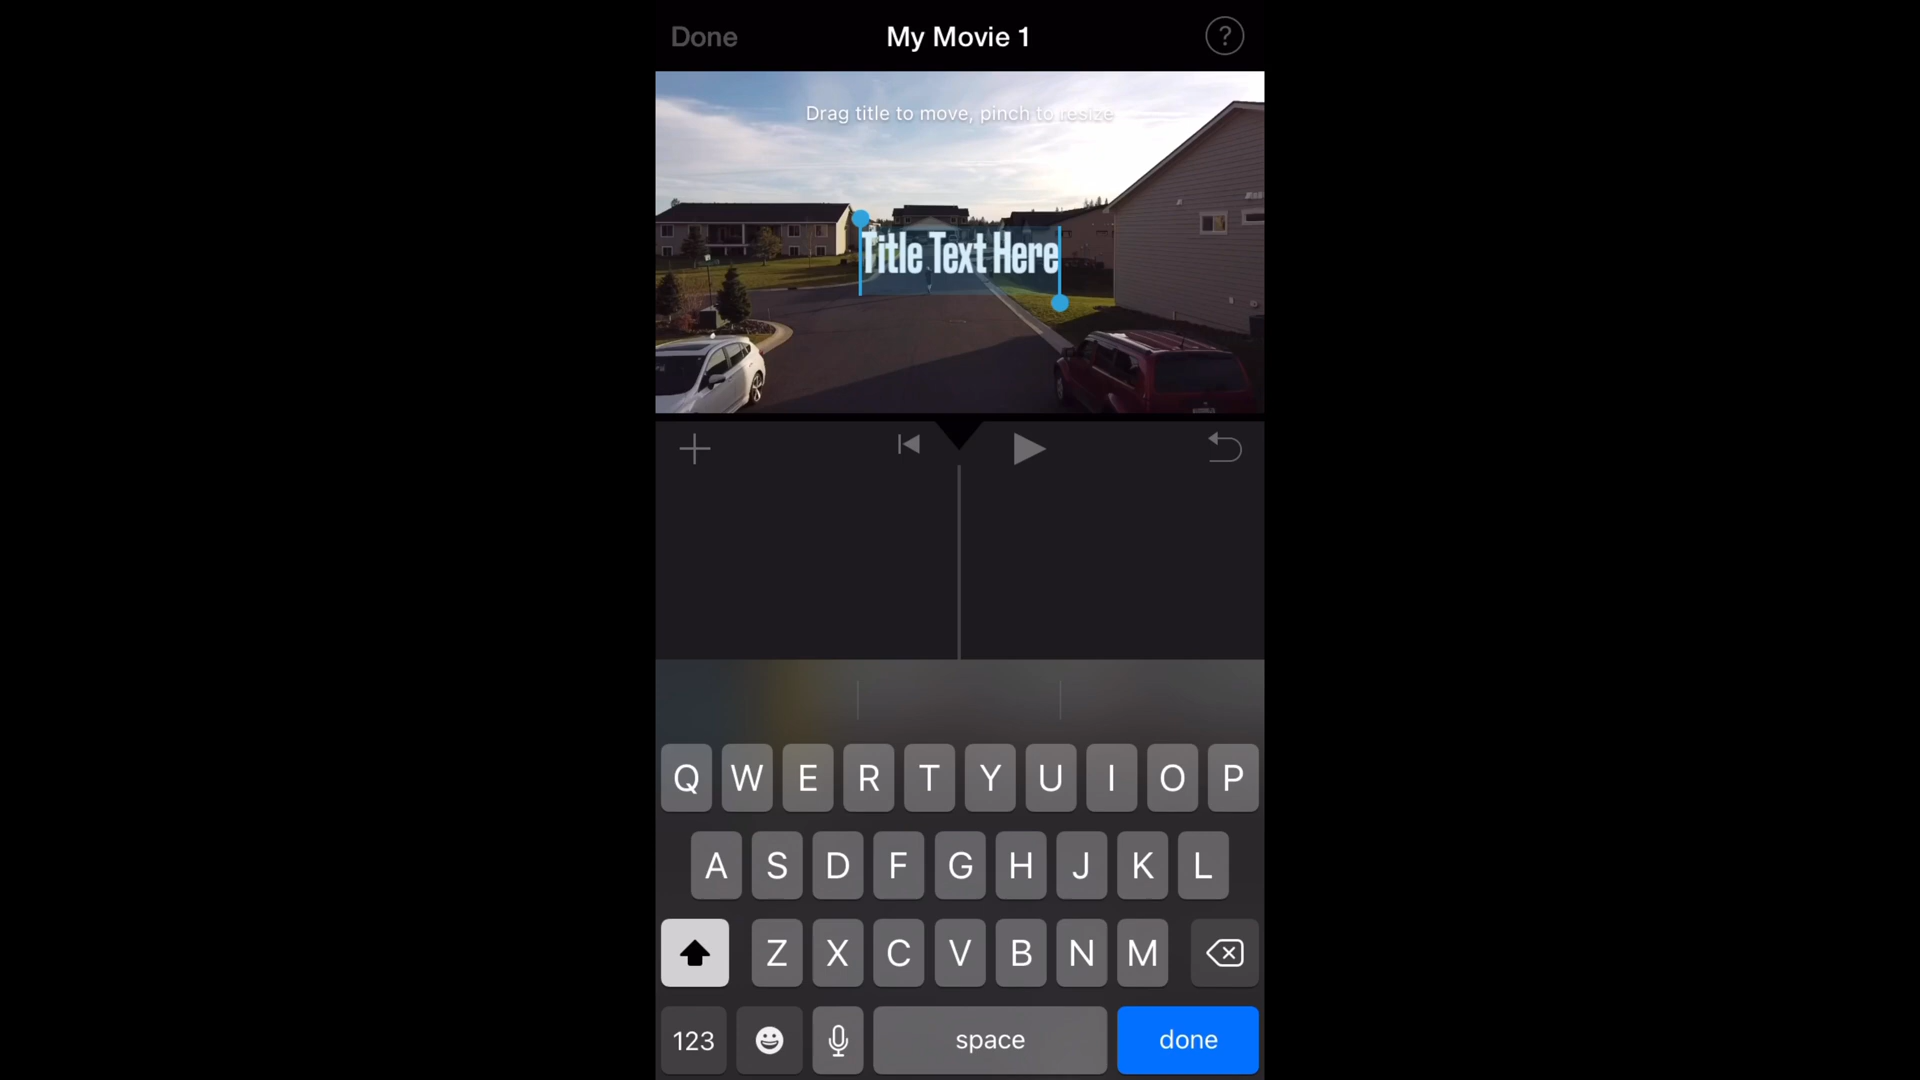 Done My Movie 1 ?
Drag title to move, pinch to resize
Title Text Here
Q W E R T Y U I O P
A S D F G H J K L
Z X C V B N M
123 space done